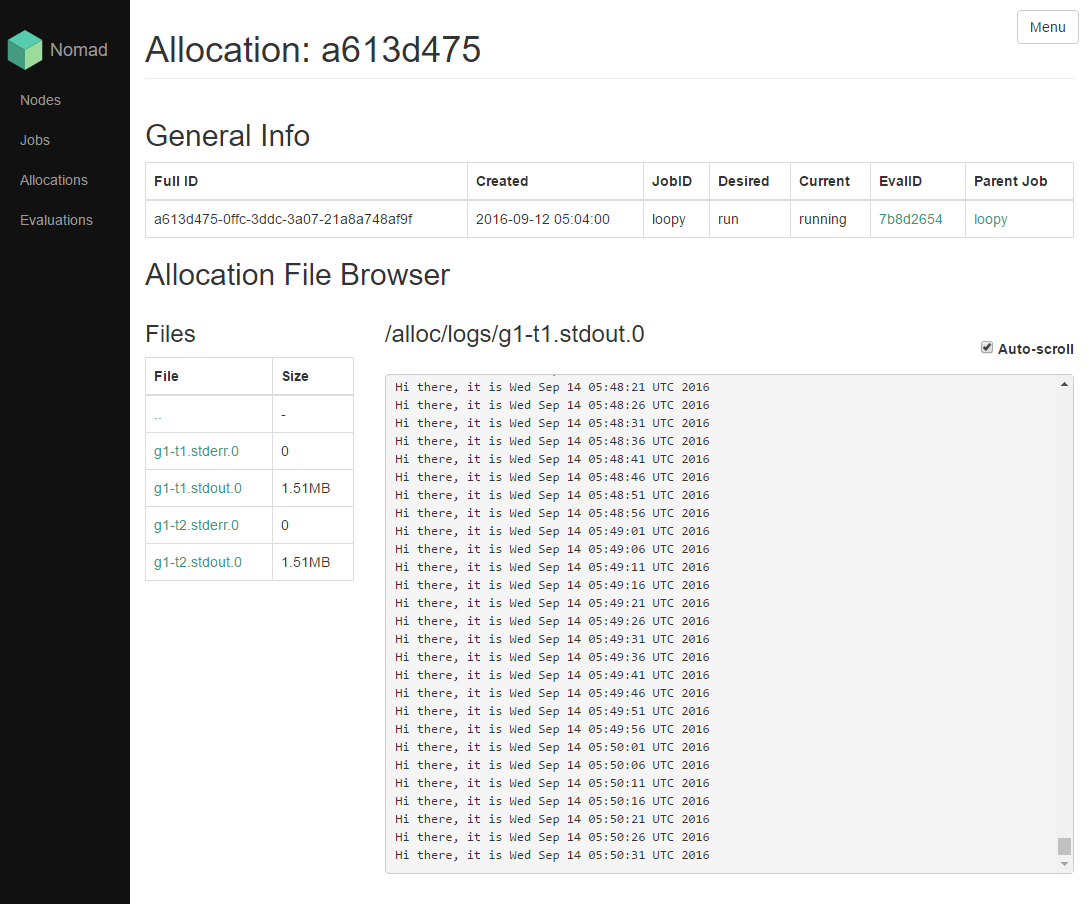 Menu
Nomad
Nodes
Jobs
Allocations
Evaluations
Allocation: a613d475
General Info
Full ID Created JobID Desired Current EvalID Parent Job
a613d475-0ffc-3ddc-3a07-21a8a748af9f 2016-09-12 05:04:00 loopy run running 7b8d2654 loopy
Allocation File Browser
Files
File Size
.. -
g1-t1.stderr.0 0
g1-t1.stdout.0 1.51MB
g1-t2.stderr.0 0
g1-t2.stdout.0 1.51MB
/alloc/logs/g1-t1.stdout.0
Auto-scroll
Hi there, it is Wed Sep 14 05:48:21 UTC 2016
Hi there, it is Wed Sep 14 05:48:26 UTC 2016
Hi there, it is Wed Sep 14 05:48:31 UTC 2016
Hi there, it is Wed Sep 14 05:48:36 UTC 2016
Hi there, it is Wed Sep 14 05:48:41 UTC 2016
Hi there, it is Wed Sep 14 05:48:46 UTC 2016
Hi there, it is Wed Sep 14 05:48:51 UTC 2016
Hi there, it is Wed Sep 14 05:48:56 UTC 2016
Hi there, it is Wed Sep 14 05:49:01 UTC 2016
Hi there, it is Wed Sep 14 05:49:06 UTC 2016
Hi there, it is Wed Sep 14 05:49:11 UTC 2016
Hi there, it is Wed Sep 14 05:49:16 UTC 2016
Hi there, it is Wed Sep 14 05:49:21 UTC 2016
Hi there, it is Wed Sep 14 05:49:26 UTC 2016
Hi there, it is Wed Sep 14 05:49:31 UTC 2016
Hi there, it is Wed Sep 14 05:49:36 UTC 2016
Hi there, it is Wed Sep 14 05:49:41 UTC 2016
Hi there, it is Wed Sep 14 05:49:46 UTC 2016
Hi there, it is Wed Sep 14 05:49:51 UTC 2016
Hi there, it is Wed Sep 14 05:49:56 UTC 2016
Hi there, it is Wed Sep 14 05:50:01 UTC 2016
Hi there, it is Wed Sep 14 05:50:06 UTC 2016
Hi there, it is Wed Sep 14 05:50:11 UTC 2016
Hi there, it is Wed Sep 14 05:50:16 UTC 2016
Hi there, it is Wed Sep 14 05:50:21 UTC 2016
Hi there, it is Wed Sep 14 05:50:26 UTC 2016
Hi there, it is Wed Sep 14 05:50:31 UTC 2016